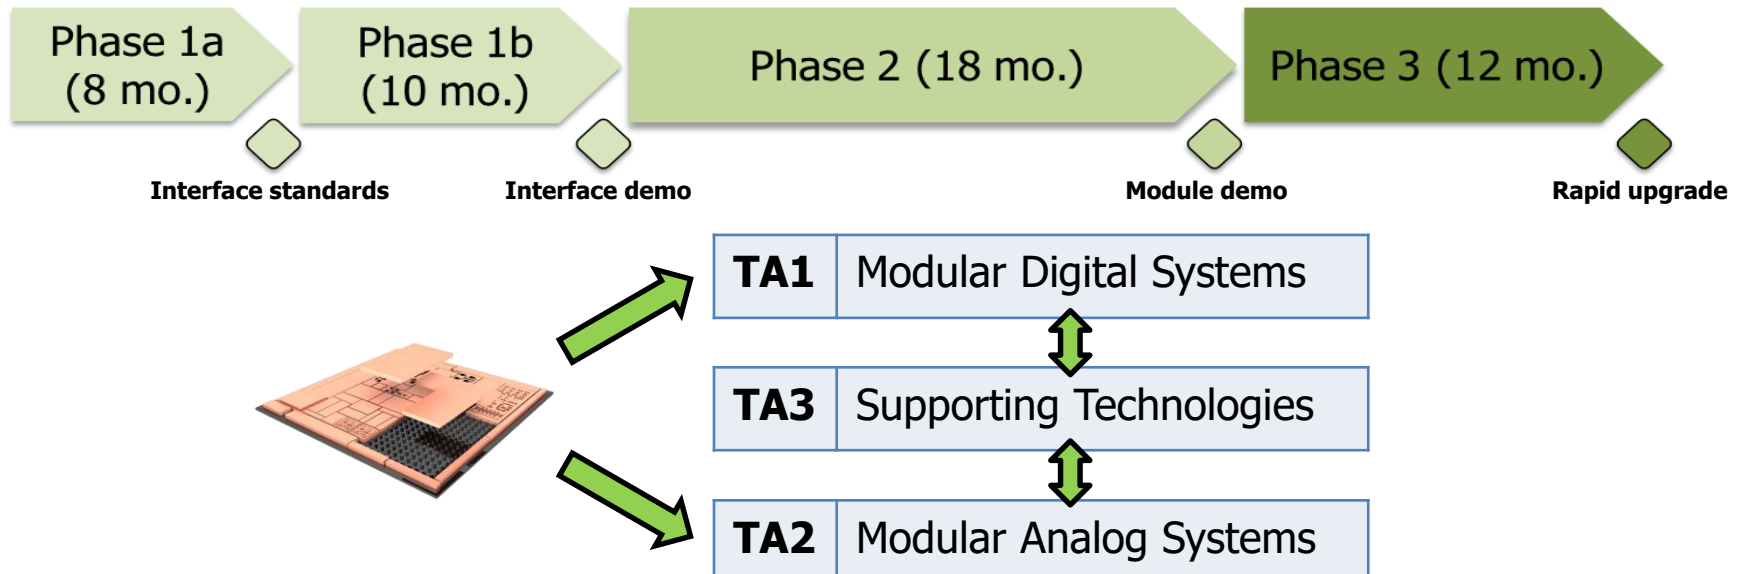 Phase 1a
(8 mo.)
Phase 1b
(10 mo.)
Phase 2 (18 mo.)
Phase 3 (12 mo.)
Interface standards
Interface demo
Module demo
Rapid upgrade
TA1 Modular Digital Systems
TA3 Supporting Technologies
TA2 Modular Analog Systems